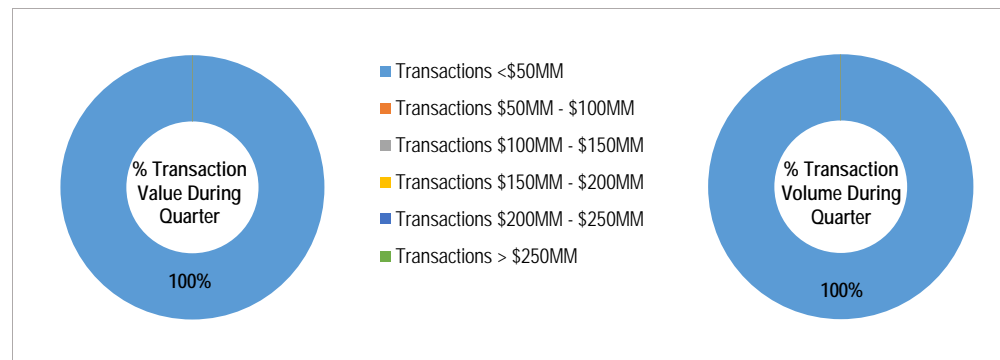 % Transaction
Value During
Quarter
100%
Transactions <$50MM
Transactions $50MM - $100MM
Transactions $100MM - $150MM
Transactions $150MM - $200MM
Transactions $200MM - $250MM
Transactions > $250MM
% Transaction
Volume During
Quarter
100%